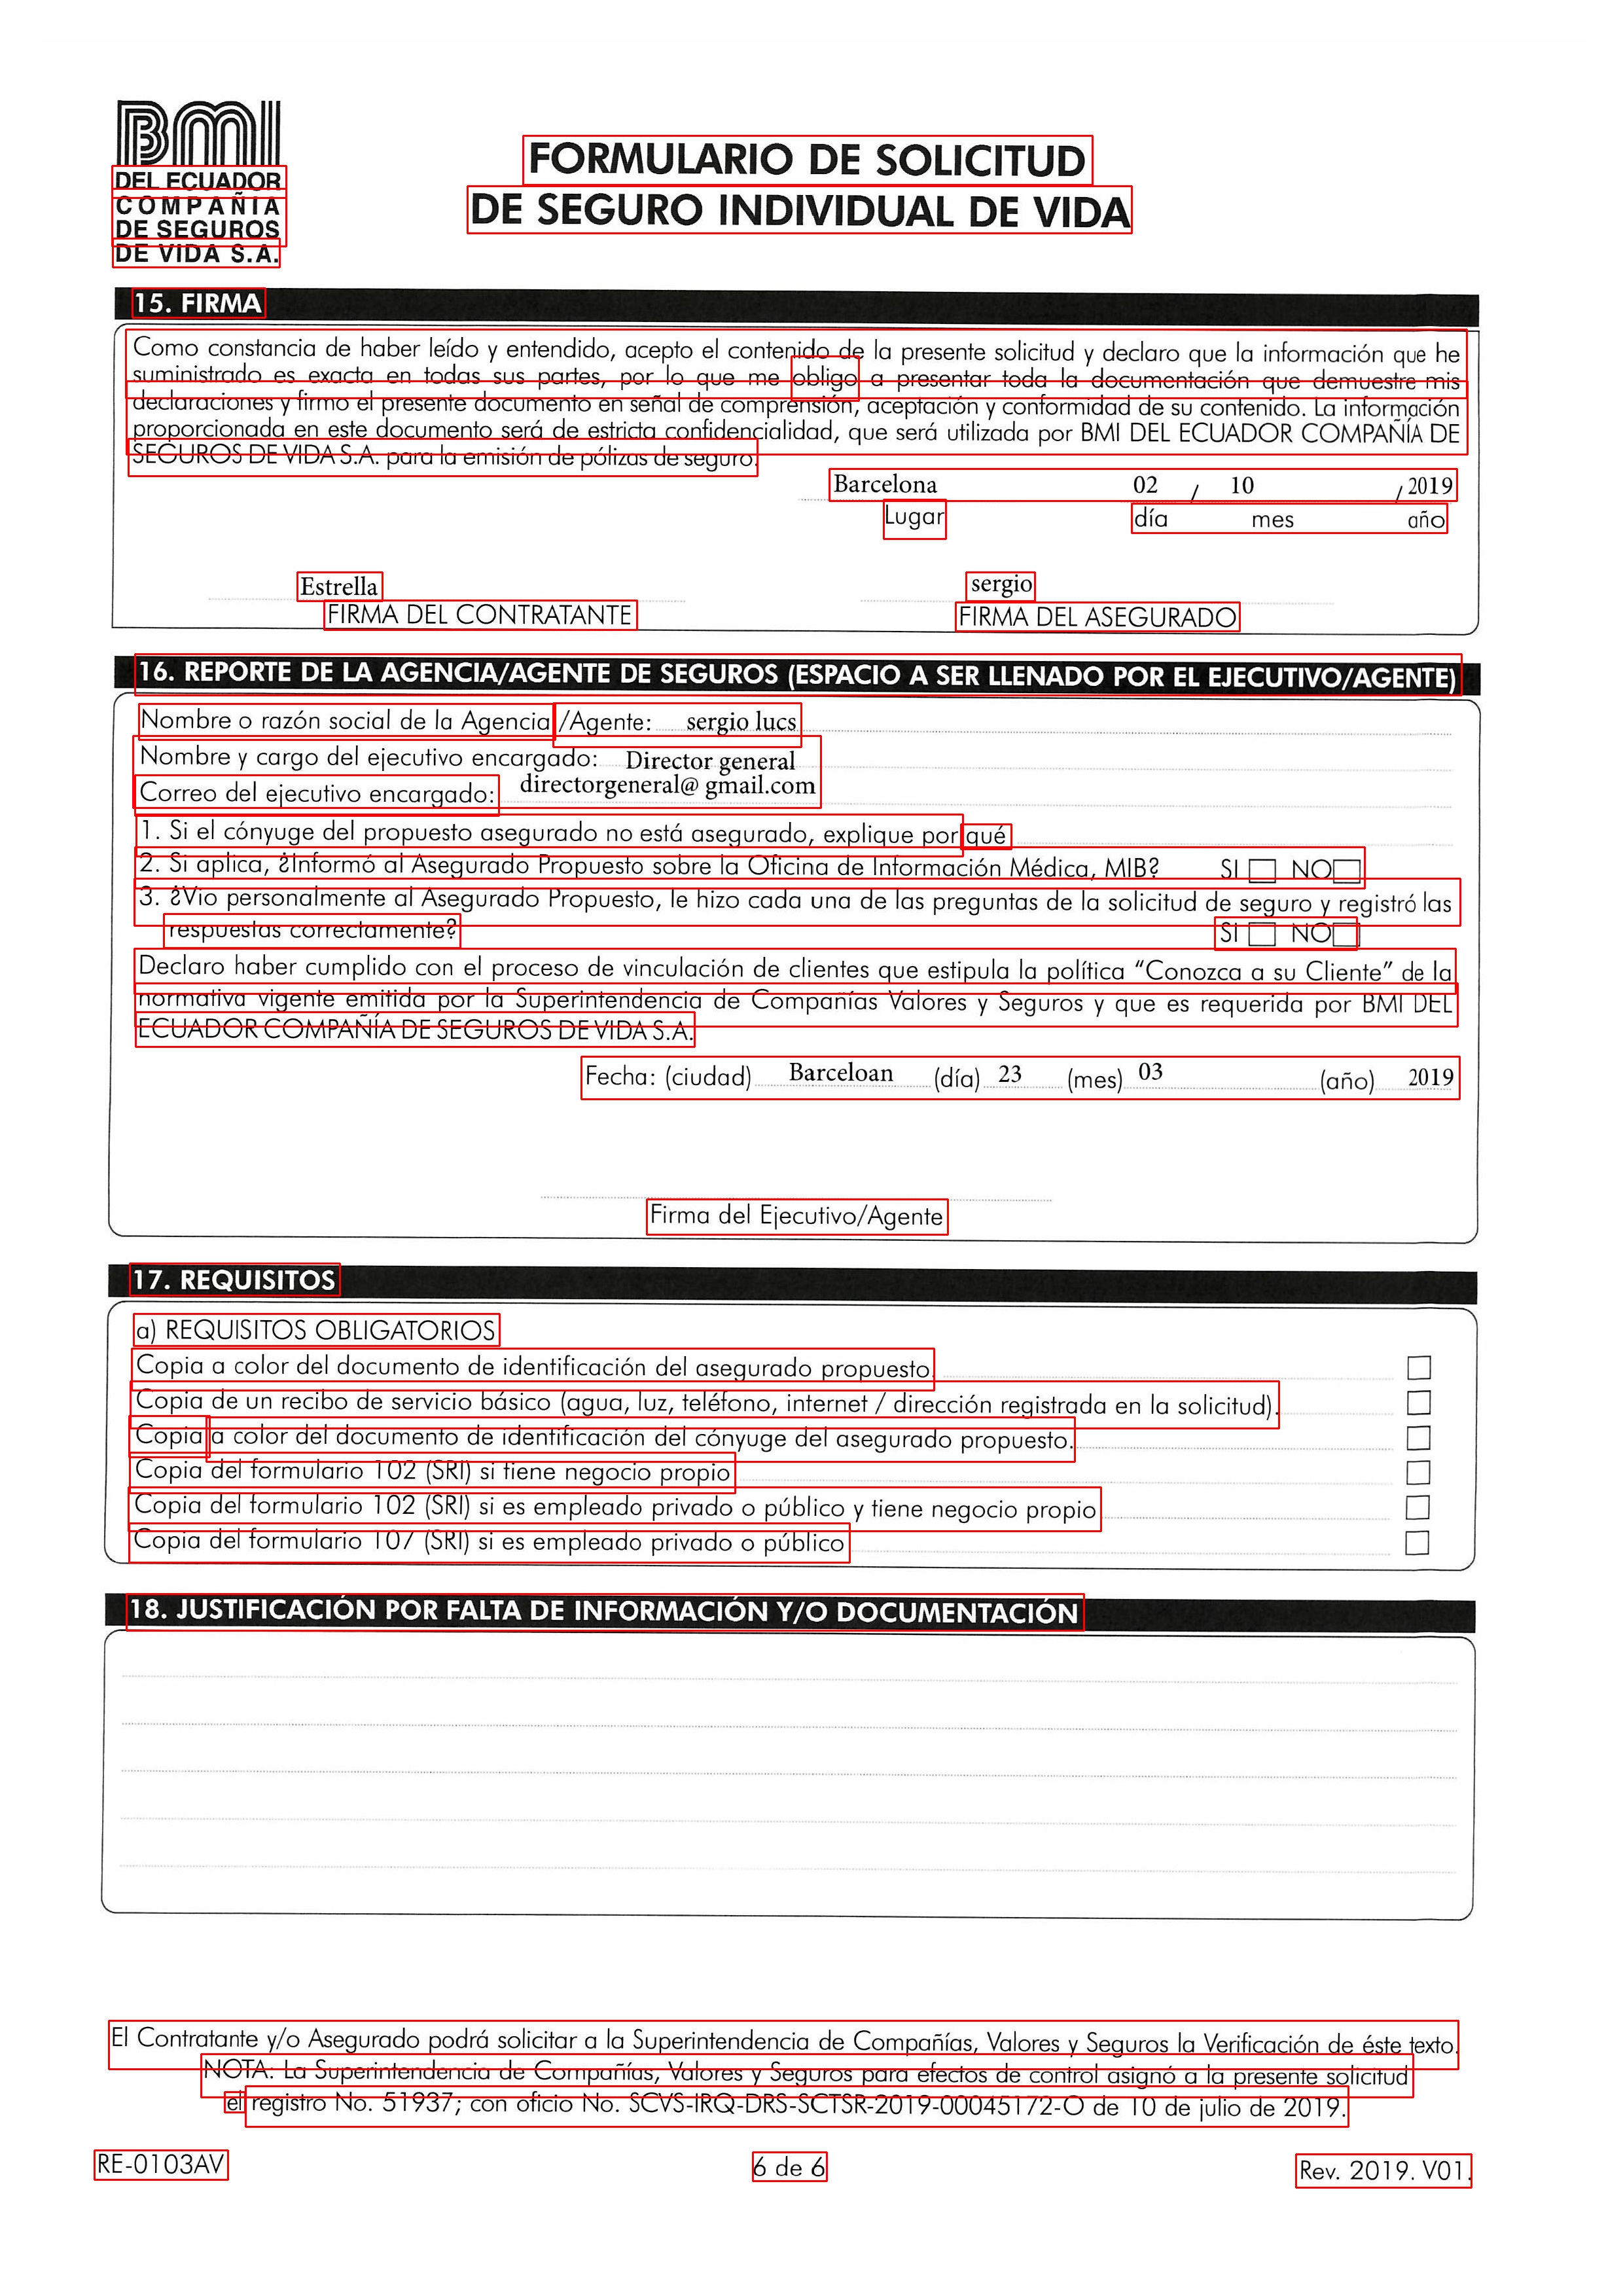 BMI
DEL ECUADOR
COMPAÑIA
DE SEGUROS
DE VIDA S.A.
FORMULARIO DE SOLICITUD
DE SEGURO INDIVIDUAL DE VIDA
15. FIRMA
Como constancia de haber leído y entendido, acepto el contenido de la presente solicitud y declaro que la información que he
suministrado es exacta en todas sus partes, por lo que me obligo a presentar toda la documentación que demuestre mis
declaraciones y firmo el presente documento en señal de comprensión, aceptación y conformidad de su contenido. La información
proporcionada en este documento será de estricta confidencialidad, que será utilizada por BMI DEL ECUADOR COMPAÑÍA DE
SEGUROS DE VIDA S.A. para la emisión de pólizas de seguro.
Barcelona 02 / 10 / 2019
Lugar día mes año
Estrella sergio
FIRMA DEL CONTRATANTE FIRMA DEL ASEGURADO
16. REPORTE DE LA AGENCIA/AGENTE DE SEGUROS (ESPACIO A SER LLENADO POR EL EJECUTIVO/AGENTE)
Nombre o razón social de la Agencia/Agente: sergio lucs
Nombre y cargo del ejecutivo encargado: Director general
Correo del ejecutivo encargado: directorgeneral@ gmail.com
1. Si el cónyuge del propuesto asegurado no está asegurado, explique por qué
2. Si aplica, ¿Informó al Asegurado Propuesto sobre la Oficina de Información Médica, MIB? SI NO
3. ¿Vio personalmente al Asegurado Propuesto, le hizo cada una de las preguntas de la solicitud de seguro y registró las
respuestas correctamente? SI NO
Declaro haber cumplido con el proceso de vinculación de clientes que estipula la política “Conozca a su Cliente” de la
normativa vigente emitida por la Superintendencia de Compañías Valores y Seguros y que es requerida por BMI DEL
ECUADOR COMPAÑÍA DE SEGUROS DE VIDA S.A.
Fecha: (ciudad) Barceloan (día) 23 (mes) 03 (año) 2019
Firma del Ejecutivo/Agente
17. REQUISITOS
a) REQUISITOS OBLIGATORIOS
Copia a color del documento de identificación del asegurado propuesto.
Copia de un recibo de servicio básico (agua, luz, teléfono, internet / dirección registrada en la solicitud).
Copia a color del documento de identificación del cónyuge del asegurado propuesto.
Copia del formulario 102 (SRI) si tiene negocio propio
Copia del formulario 102 (SRI) si es empleado privado o público y tiene negocio propio
Copia del formulario 107 (SRI) si es empleado privado o público
18. JUSTIFICACIÓN POR FALTA DE INFORMACIÓN Y/O DOCUMENTACIÓN
El Contratante y/o Asegurado podrá solicitar a la Superintendencia de Compañías, Valores y Seguros la Verificación de éste texto.
NOTA: La Superintendencia de Compañías, Valores y Seguros para efectos de control asignó a la presente solicitud
el registro No. 51937; con oficio No. SCVS-IRQ-DRS-SCTSR-2019-00045172-O de 10 de julio de 2019.
RE-0103AV 6 de 6 Rev. 2019. V01.